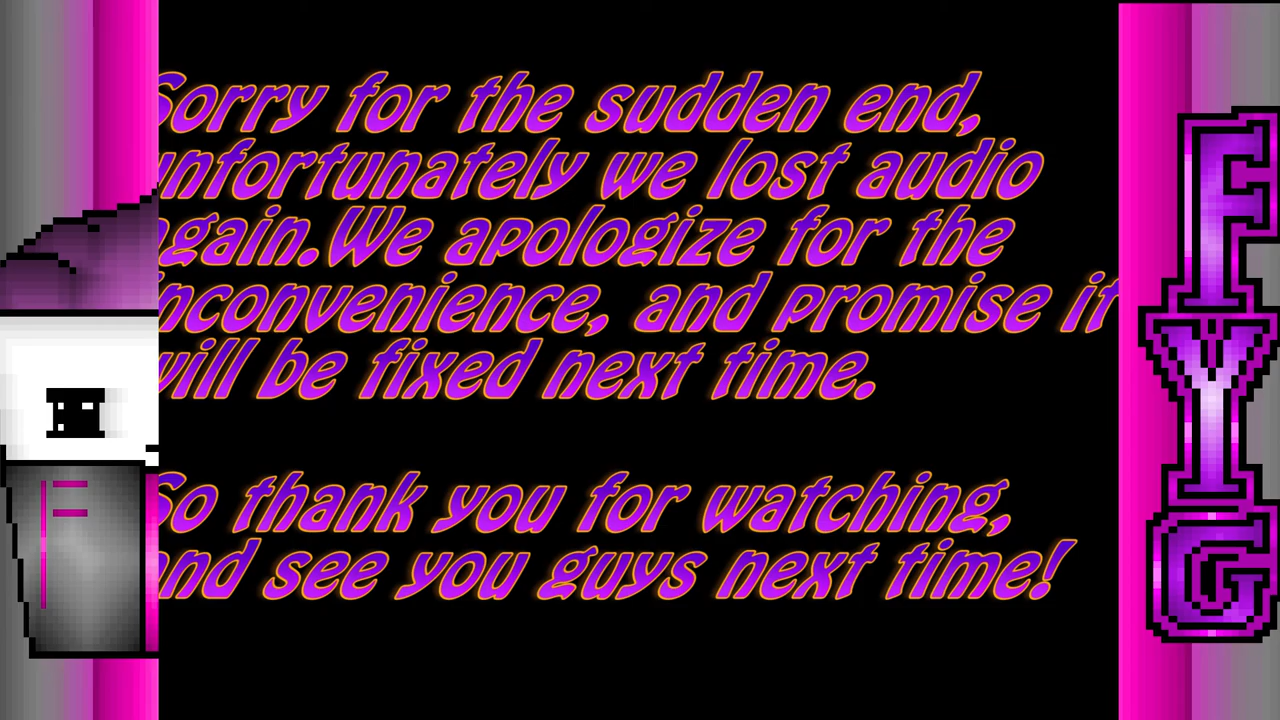 Sorry for the sudden end,
unfortunately we lost audio
again.We apologize for the
inconvenience, and promise it
will be fixed next time.
So thank you for watching,
and see you guys next time!
F
Y
G